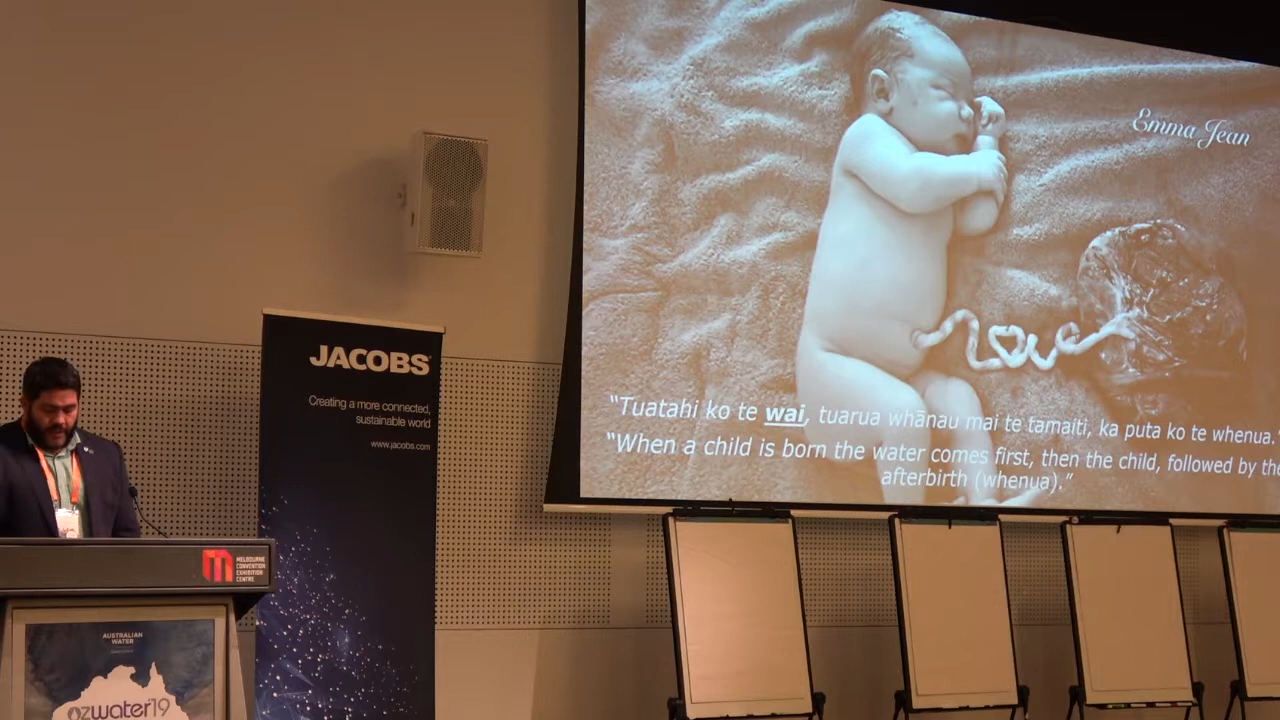 Emma Jean
love
"Tuatahi ko te wai, tuarua whānau mai te tamaiti, ka puta ko te whenua."
"When a child is born the water comes first, then the child, followed by the
afterbirth (whenua)."
JACOBS
Creating a more connected,
sustainable world
www.jacobs.com
MELBOURNE
CONVENTION
EXHIBITION
CENTRE
AUSTRALIAN
WATER
ozwater'19